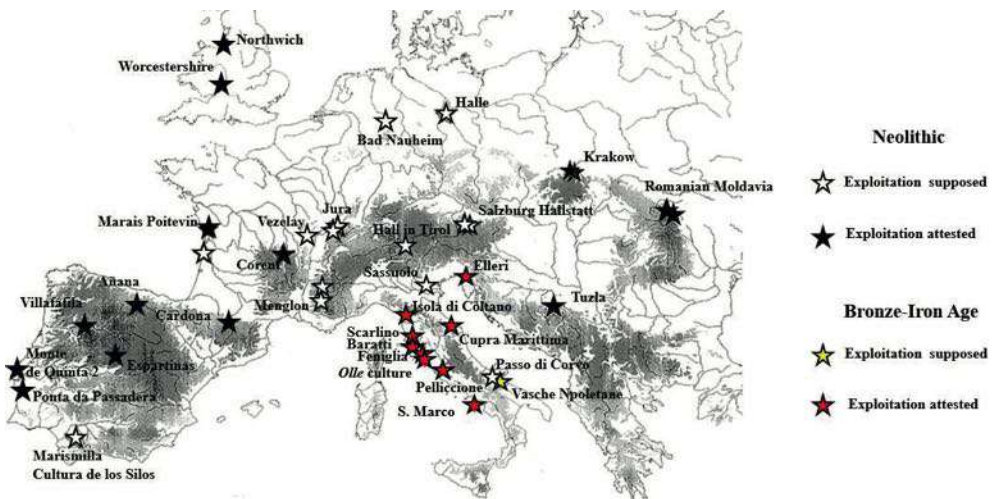 Northwich
Worcestershire
Halle
Bad Nauheim
Krakow
Romanian Moldavia
Marais Poitevin
Vezelay
Jura
Salzburg Hallstatt
Hall in Tirol
Corent
Sassuolo
Elleri
Menglon
Añana
Villafafila
Cardona
Isola di Coltano
Tuzla
Scarlino
Cupra Marittima
Baratti
Feniglia
Olle culture
Monte
de Quinta 2
Espartinas
Passo di Corvo
Ponta da Passadera
Pelliccione
Vasche Npoletane
S. Marco
Marismilla
Cultura de los Silos
Neolithic
Exploitation supposed
Exploitation attested
Bronze-Iron Age
Exploitation supposed
Exploitation attested